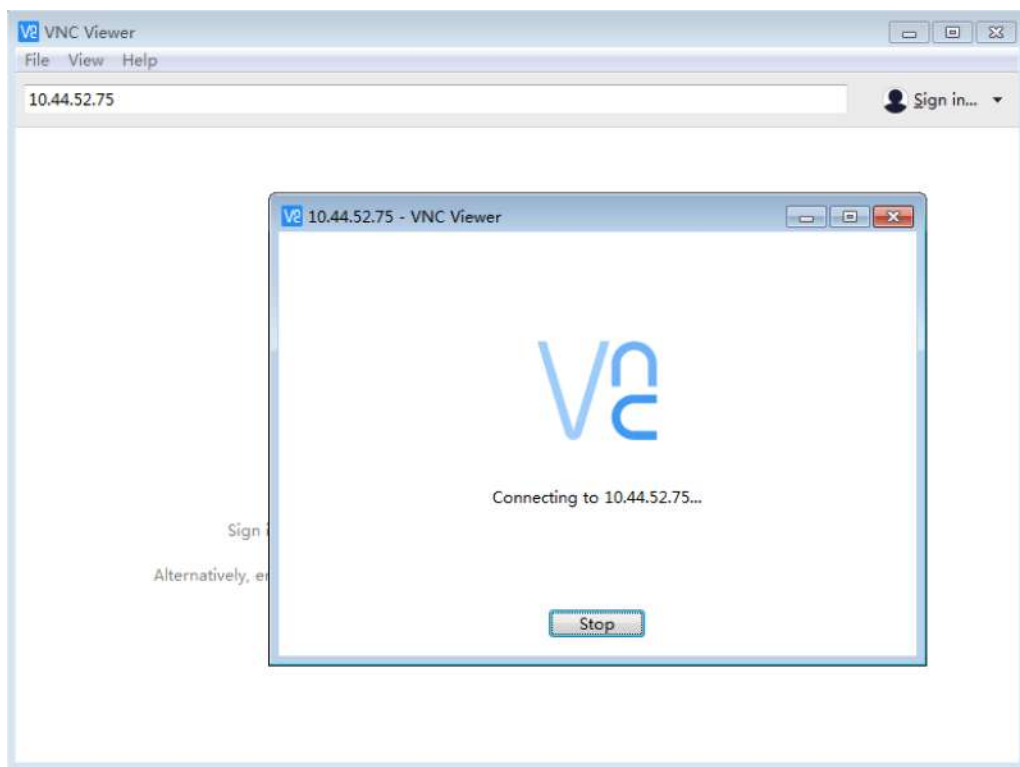 VNC Viewer
File View Help
10.44.52.75 Sign in...
10.44.52.75 - VNC Viewer
Connecting to 10.44.52.75...
Sign
Alternatively,
Stop